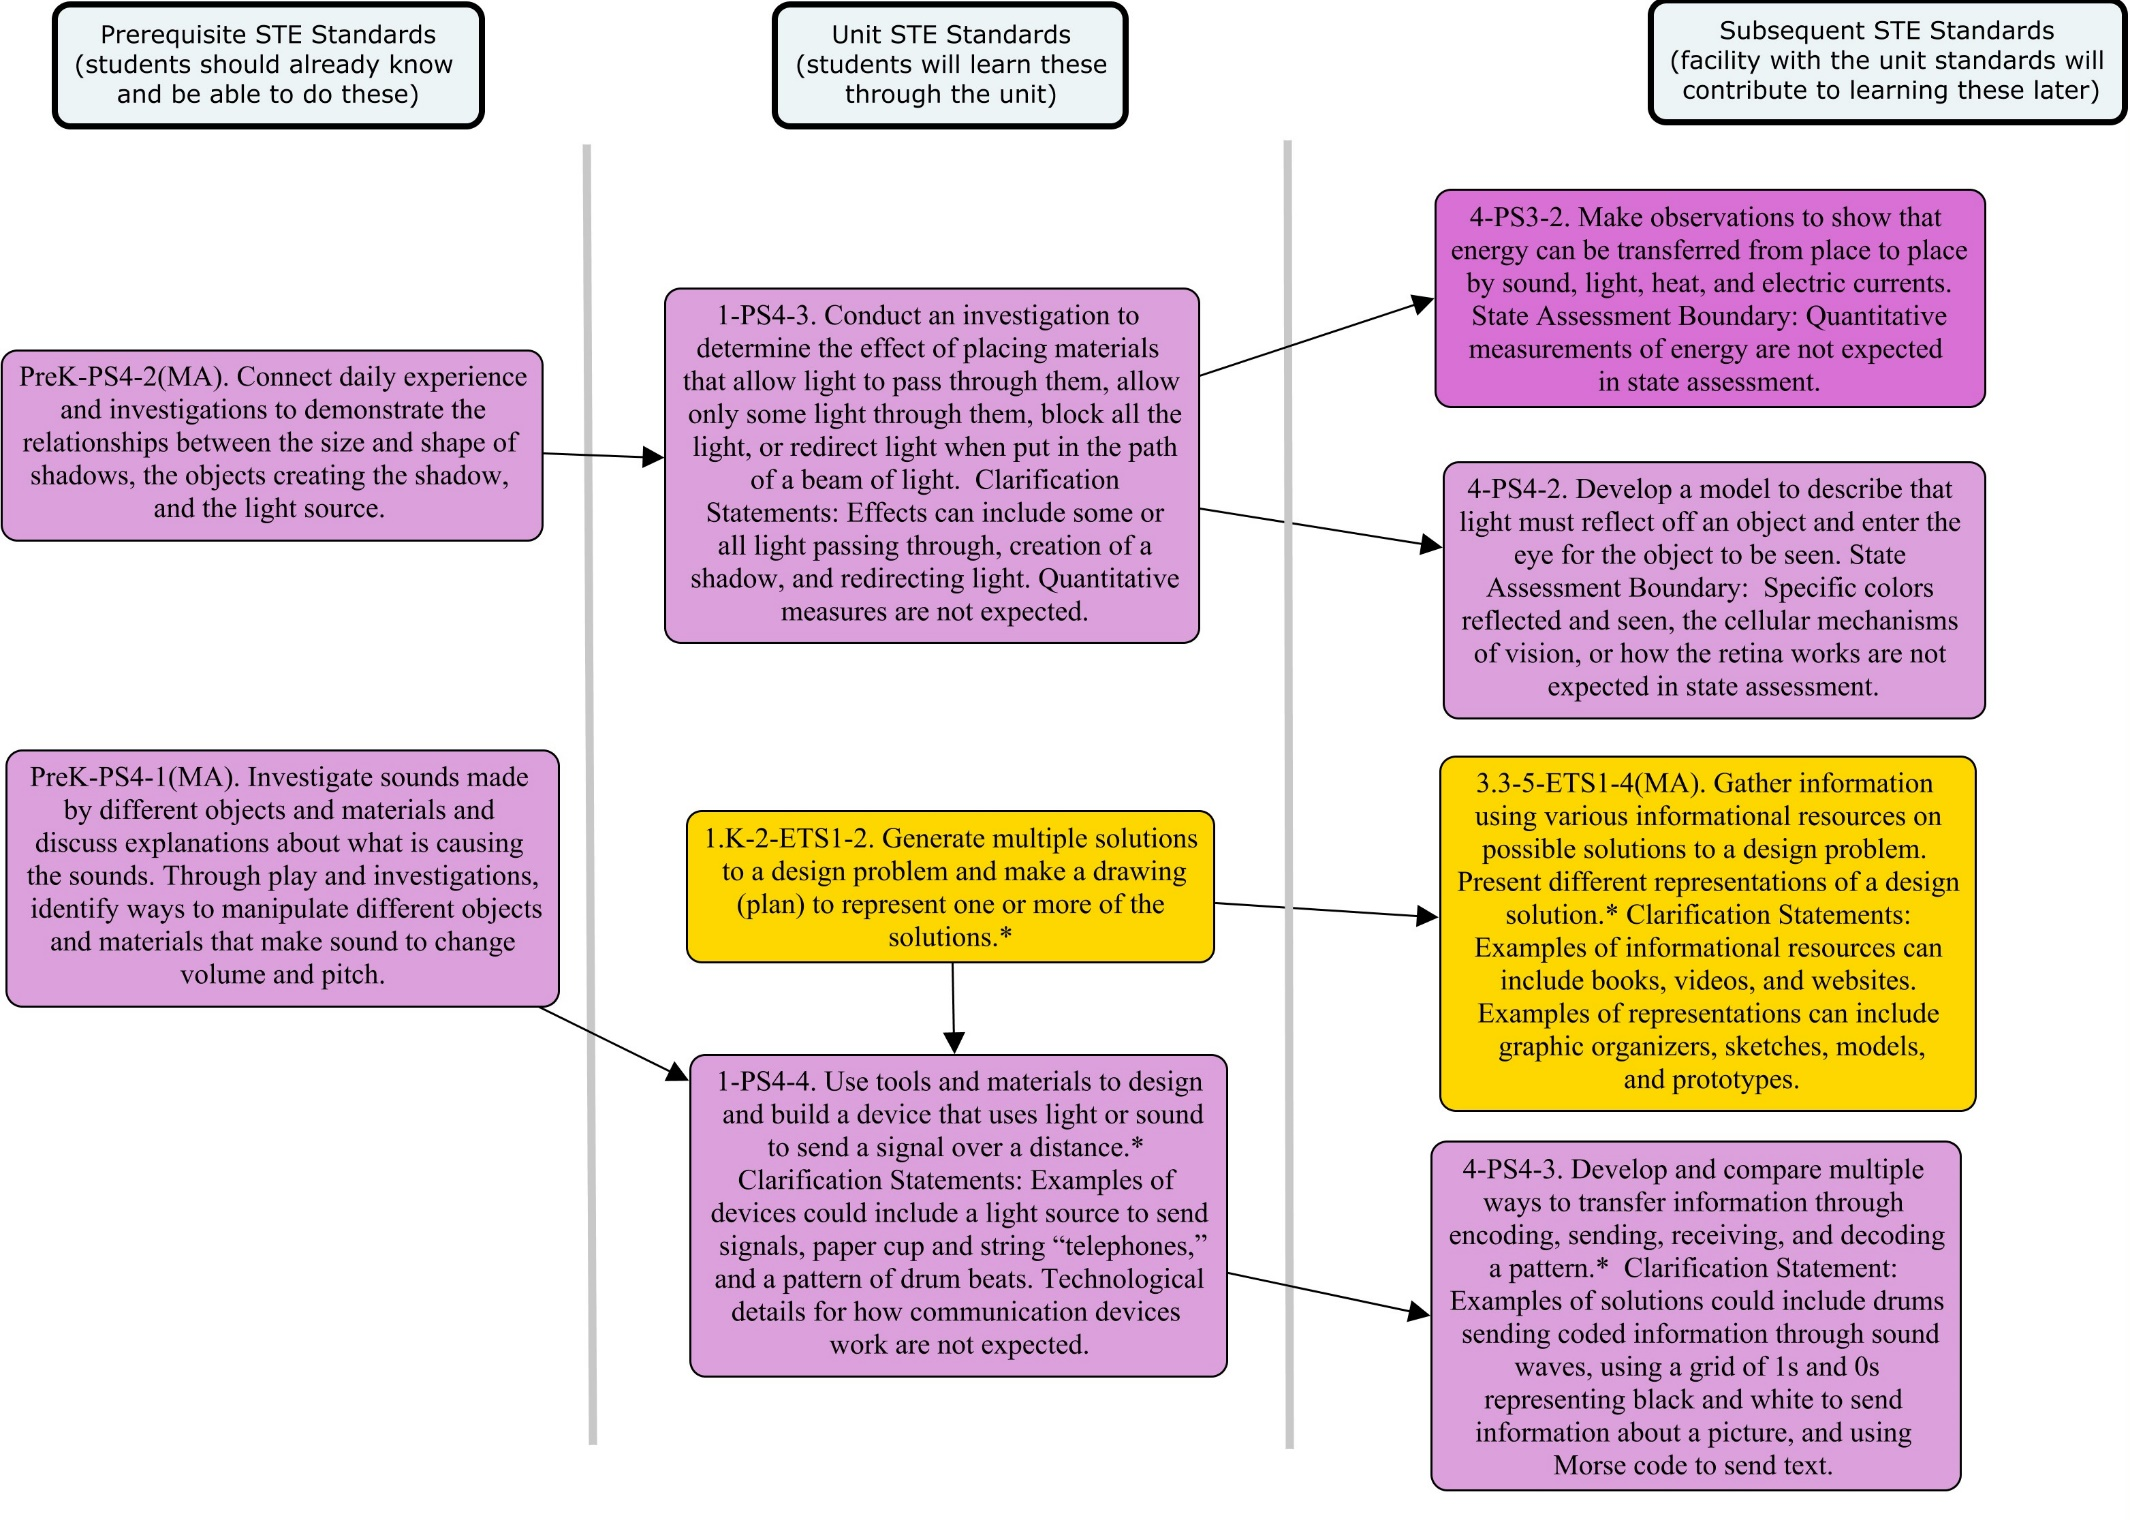 Prerequisite STE Standards
(students should already know
and be able to do these)
Unit STE Standards
(students will learn these
through the unit)
Subsequent STE Standards
(facility with the unit standards will
contribute to learning these later)
PreK-PS4-2(MA). Connect daily experience
and investigations to demonstrate the
relationships between the size and shape of
shadows, the objects creating the shadow,
and the light source.
PreK-PS4-1(MA). Investigate sounds made
by different objects and materials and
discuss explanations about what is causing
the sounds. Through play and investigations,
identify ways to manipulate different objects
and materials that make sound to change
volume and pitch.
1-PS4-3. Conduct an investigation to
determine the effect of placing materials
that allow light to pass through them, allow
only some light through them, block all the
light, or redirect light when put in the path
of a beam of light.  Clarification
Statements: Effects can include some or
all light passing through, creation of a
shadow, and redirecting light. Quantitative
measures are not expected.
1.K-2-ETS1-2. Generate multiple solutions
to a design problem and make a drawing
(plan) to represent one or more of the
solutions.*
1-PS4-4. Use tools and materials to design
and build a device that uses light or sound
to send a signal over a distance.*
Clarification Statements: Examples of
devices could include a light source to send
signals, paper cup and string “telephones,”
and a pattern of drum beats. Technological
details for how communication devices
work are not expected.
4-PS3-2. Make observations to show that
energy can be transferred from place to place
by sound, light, heat, and electric currents.
State Assessment Boundary: Quantitative
measurements of energy are not expected
in state assessment.
4-PS4-2. Develop a model to describe that
light must reflect off an object and enter the
eye for the object to be seen. State
Assessment Boundary:  Specific colors
reflected and seen, the cellular mechanisms
of vision, or how the retina works are not
expected in state assessment.
3.3-5-ETS1-4(MA). Gather information
using various informational resources on
possible solutions to a design problem.
Present different representations of a design
solution.* Clarification Statements:
Examples of informational resources can
include books, videos, and websites.
Examples of representations can include
graphic organizers, sketches, models,
and prototypes.
4-PS4-3. Develop and compare multiple
ways to transfer information through
encoding, sending, receiving, and decoding
a pattern.*  Clarification Statement:
Examples of solutions could include drums
sending coded information through sound
waves, using a grid of 1s and 0s
representing black and white to send
information about a picture, and using
Morse code to send text.